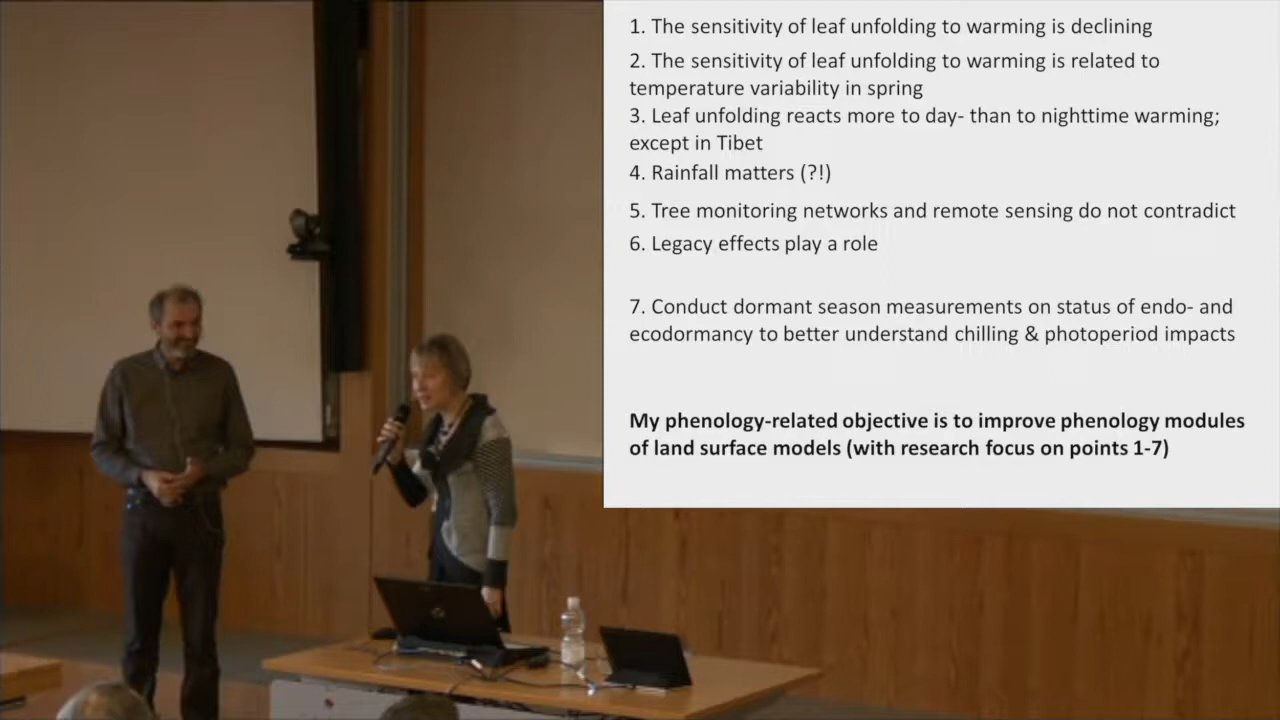 1. The sensitivity of leaf unfolding to warming is declining
2. The sensitivity of leaf unfolding to warming is related to
temperature variability in spring
3. Leaf unfolding reacts more to day- than to nighttime warming;
except in Tibet
4. Rainfall matters (?!)
5. Tree monitoring networks and remote sensing do not contradict
6. Legacy effects play a role
7. Conduct dormant season measurements on status of endo- and
ecodormancy to better understand chilling & photoperiod impacts
My phenology-related objective is to improve phenology modules
of land surface models (with research focus on points 1-7)